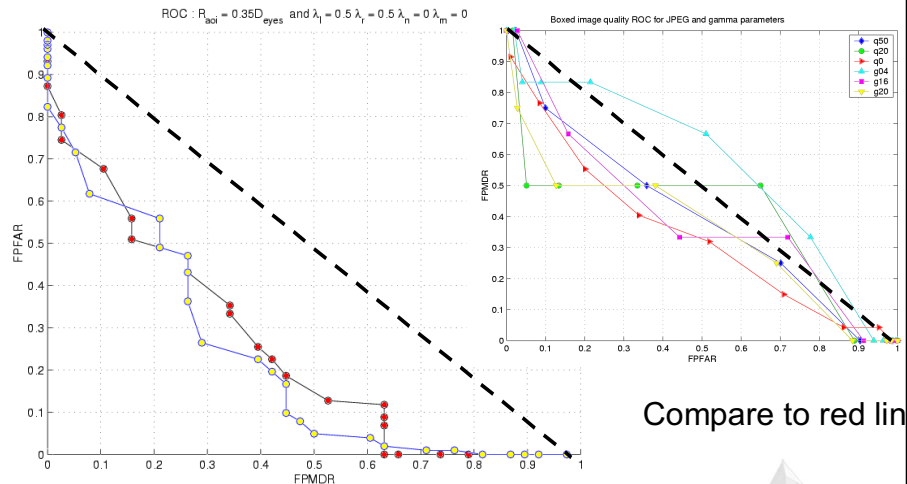 ROC : R_aoi = 0.35D_eyes and λ_l = 0.5 λ_r = 0.5 λ_n = 0 λ_m = 0
1
0.9
0.8
0.7
0.6
0.5
0.4
0.3
0.2
0.1
0
FPFAR
0 0.1 0.2 0.3 0.4 0.5 0.6 0.7 0.8 0.9 1
FPMDR
Boxed image quality ROC for JPEG and gamma parameters
1
0.9
0.8
0.7
0.6
0.5
0.4
0.3
0.2
0.1
0
FPMDR
0 0.1 0.2 0.3 0.4 0.5 0.6 0.7 0.8 0.9 1
FPFAR
q50
q20
q0
g04
g16
g20
Compare to red lin